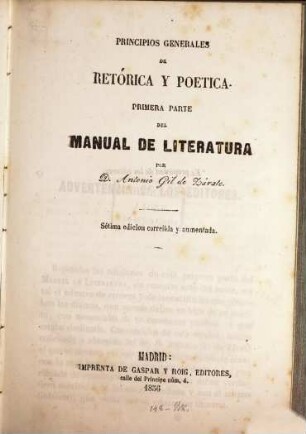 PRINCIPIOS GENERALES
DE
RETÓRICA Y POETICA.
PRIMERA PARTE
DEL
MANUAL DE LITERATURA
POR
D. Antonio Gil de Zárate.
Sétima edicion correjida y aumentada.
MADRID:
IMPRENTA DE GASPAR Y ROIG, EDITORES,
calle del Príncipe núm. 4.
1856